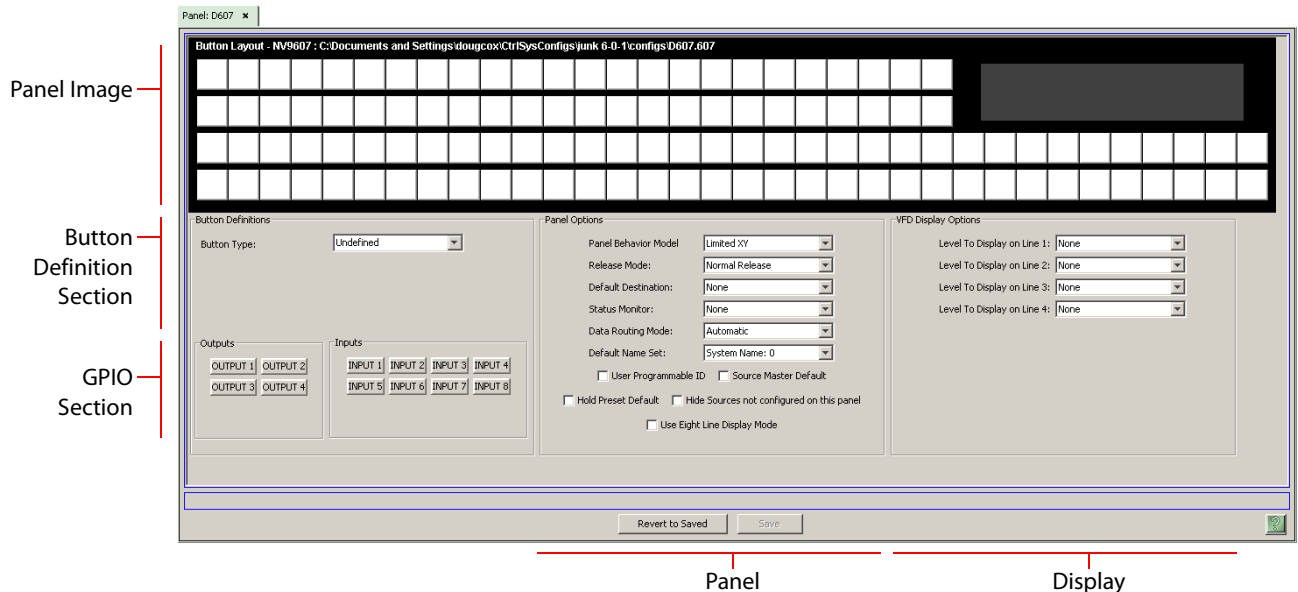 Panel: D607 ×
Button Layout - NV9607 : C:\Documents and Settings\dougcox\CtrlSysConfigs\junk 6-0-1\configs\D607.607
Panel Image
Button
Definition
Section
GPIO
Section
Button Definitions
Button Type: Undefined
Outputs
OUTPUT 1 OUTPUT 2
OUTPUT 3 OUTPUT 4
Inputs
INPUT 1 INPUT 2 INPUT 3 INPUT 4
INPUT 5 INPUT 6 INPUT 7 INPUT 8
Panel Options
Panel Behavior Model Limited XY
Release Mode: Normal Release
Default Destination: None
Status Monitor: None
Data Routing Mode: Automatic
Default Name Set: System Name: 0
User Programmable ID Source Master Default
Hold Preset Default Hide Sources not configured on this panel
Use Eight Line Display Mode
VFD Display Options
Level To Display on Line 1: None
Level To Display on Line 2: None
Level To Display on Line 3: None
Level To Display on Line 4: None
Revert to Saved Save ?
Panel Display